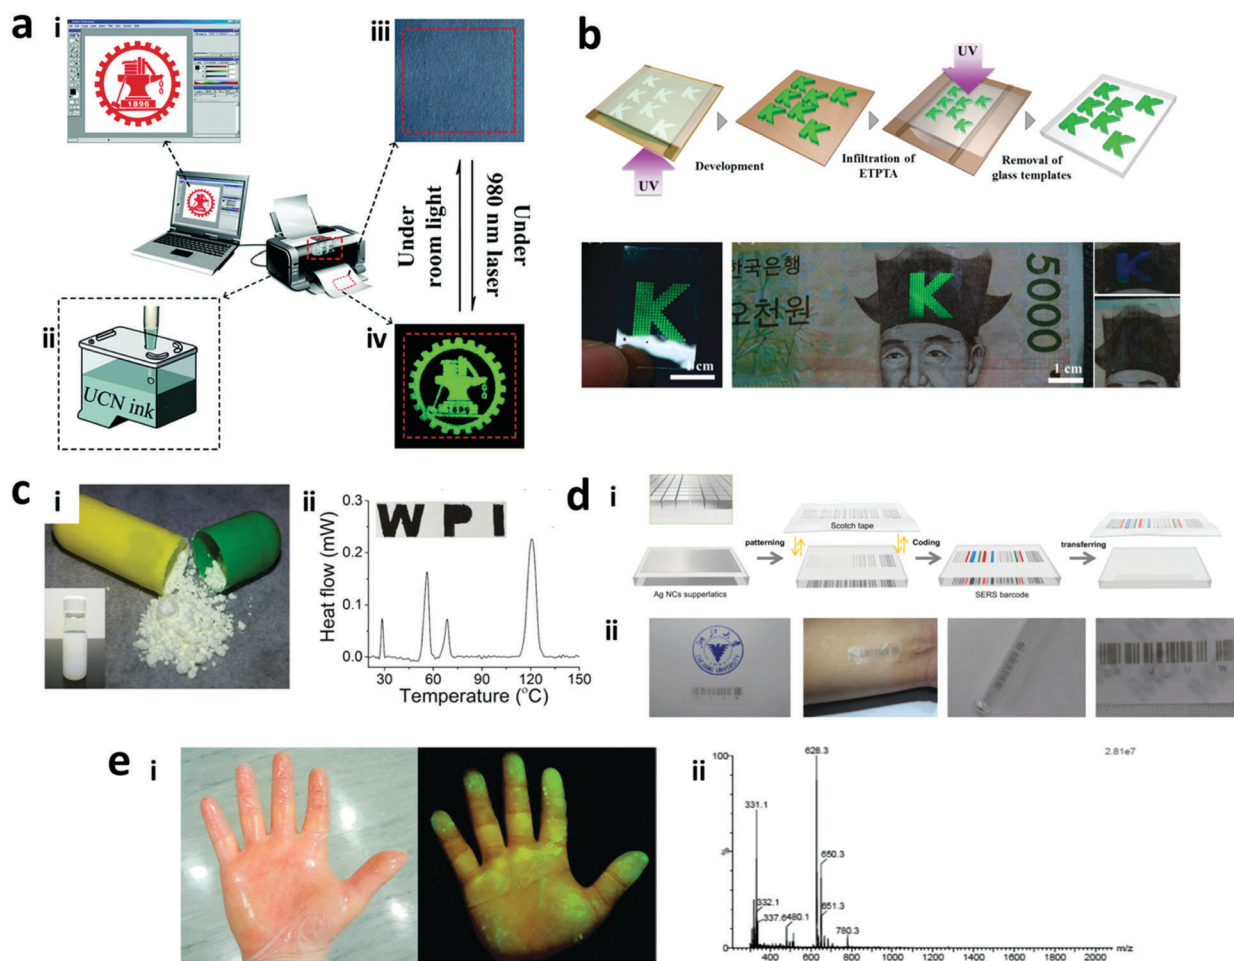 a
i
1896
iii
Under
room light
Under
980 nm laser
ii
UCN ink
iv
1896
b
UV
UV
Development
Infiltration of
ETPTA
Removal of
glass templates
K
1 cm
한국은행
오천원
K
5000
1 cm
K
c
i
ii
W P I
Heat flow (mW)
0.3
0.2
0.1
0.0
30 60 90 120 150
Temperature (°C)
d
i
Ag NCs supperlatics
patterning
Scotch tape
Coding
SERS barcode
transferring
ii
e
i
ii
100
%
0
628.3
2.81e7
331.1
650.3
332.1
337.6
480.1
651.3
780.3
400 600 800 1000 1200 1400 1600 1800 2000
m/z